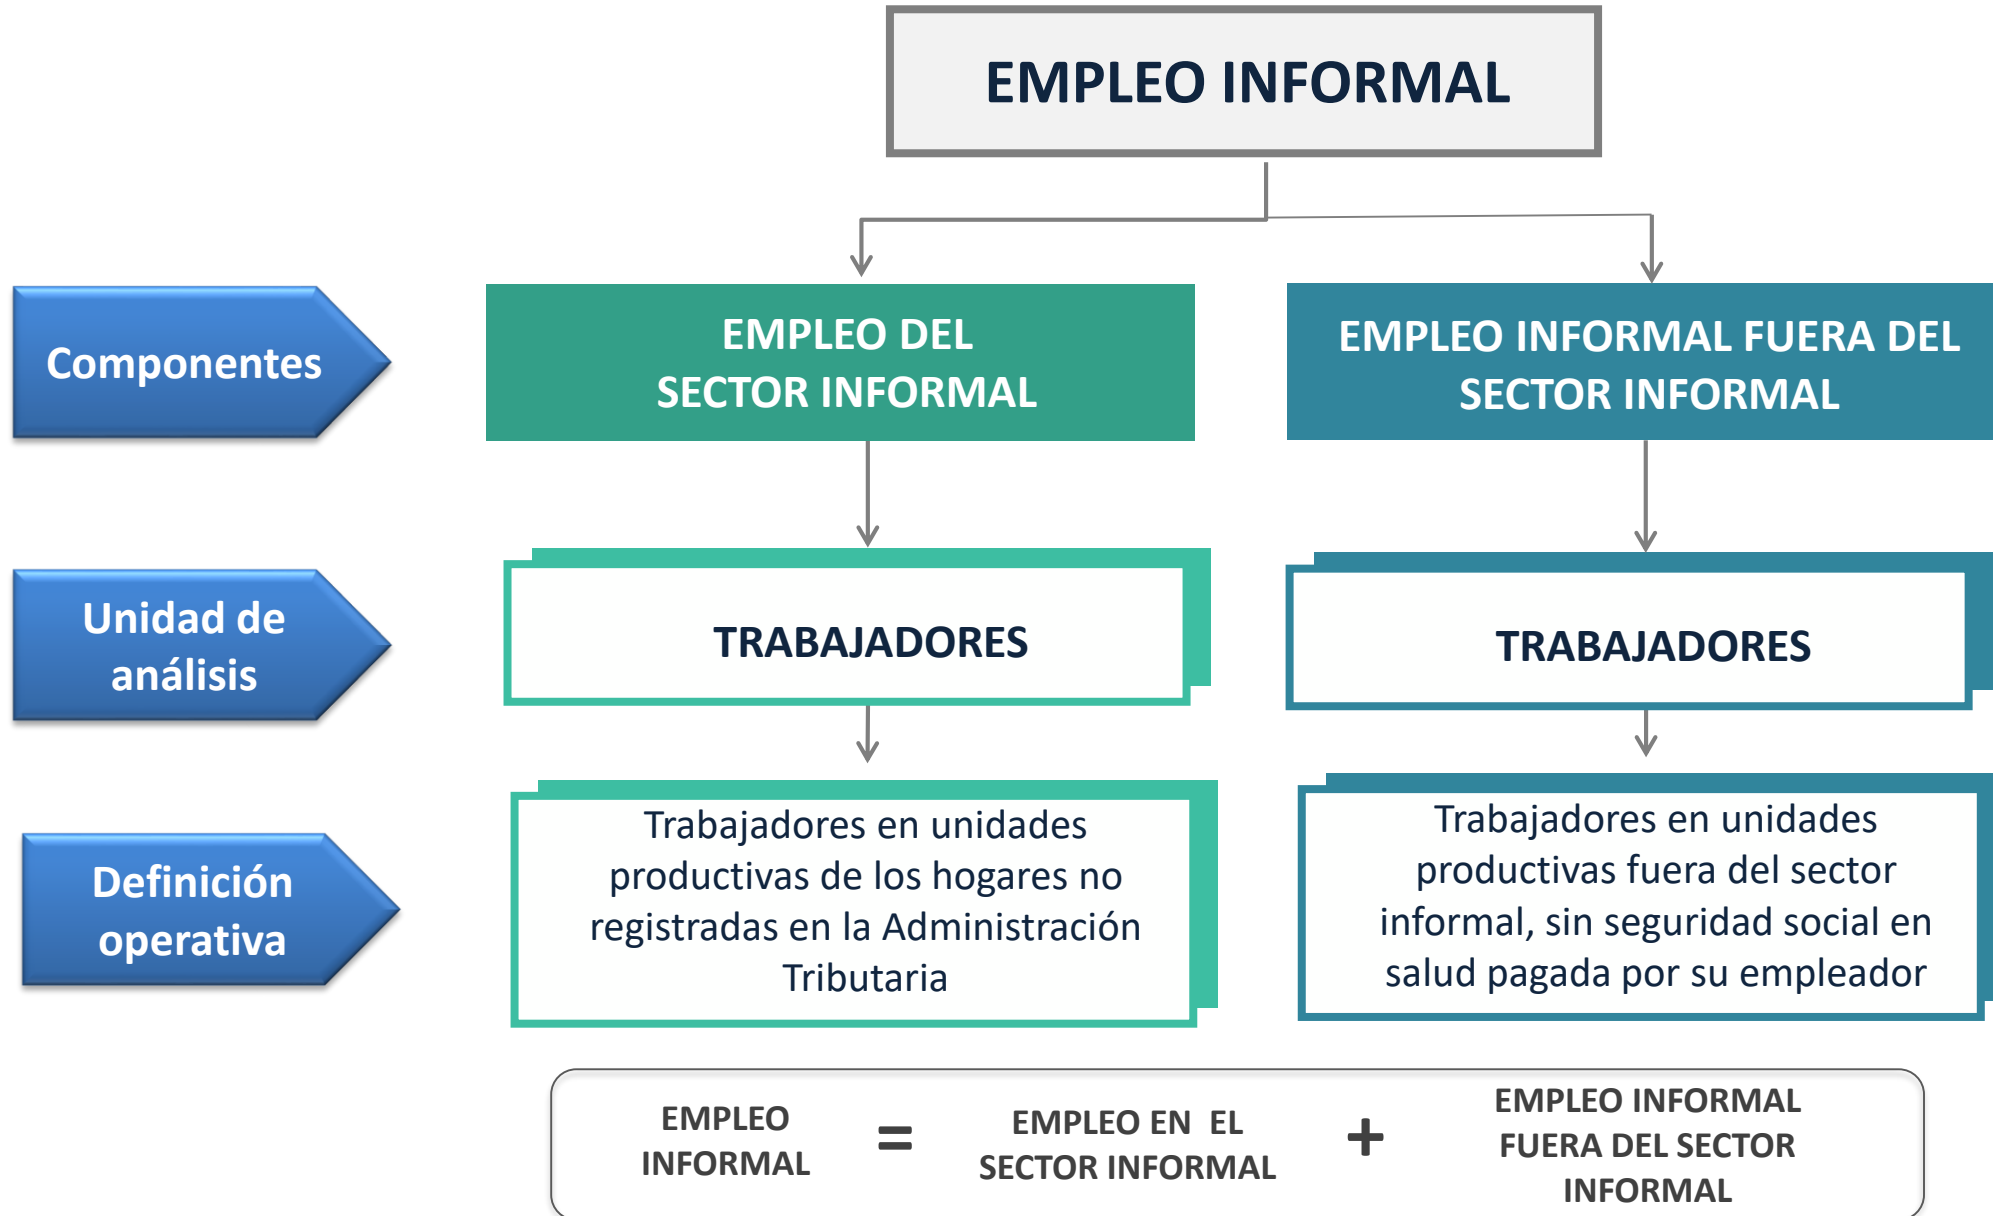 EMPLEO INFORMAL
Componentes
EMPLEO DEL
SECTOR INFORMAL
EMPLEO INFORMAL FUERA DEL
SECTOR INFORMAL
Unidad de
análisis
TRABAJADORES
TRABAJADORES
Definición
operativa
Trabajadores en unidades
productivas de los hogares no
registradas en la Administración
Tributaria
Trabajadores en unidades
productivas fuera del sector
informal, sin seguridad social en
salud pagada por su empleador
EMPLEO
INFORMAL
=
EMPLEO EN EL
SECTOR INFORMAL
+
EMPLEO INFORMAL
FUERA DEL SECTOR
INFORMAL